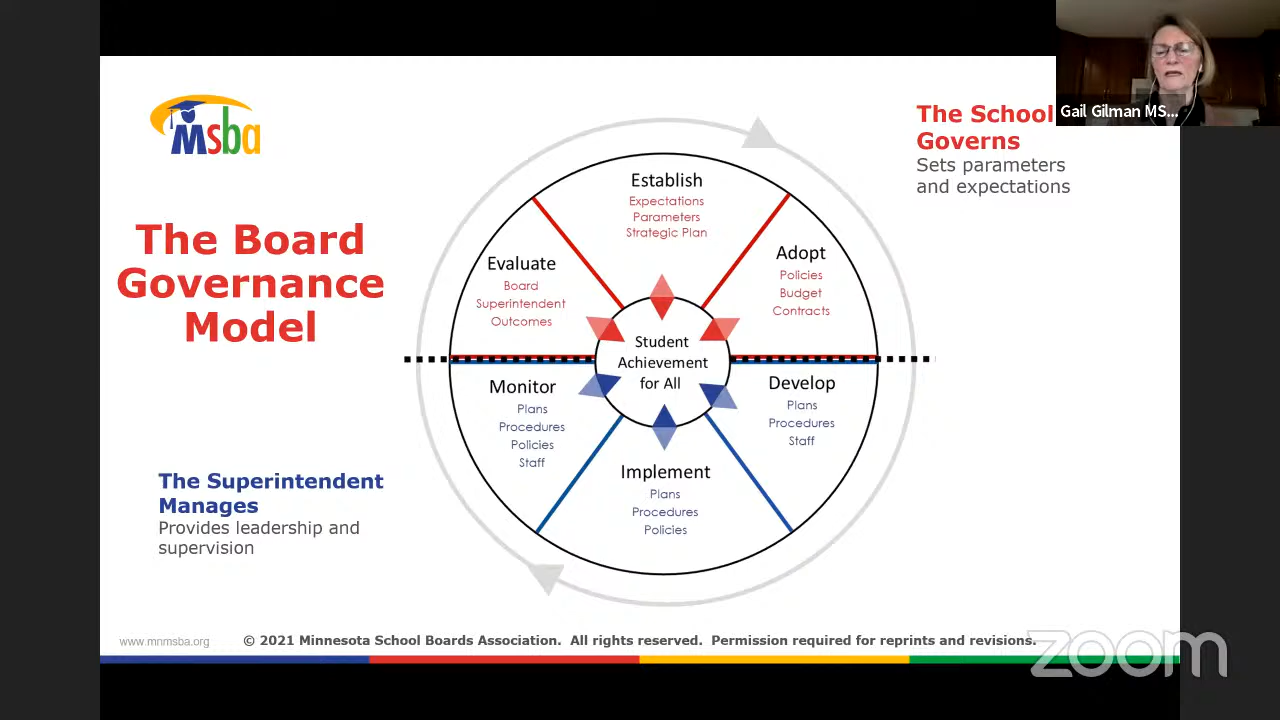 Msba
The Board
Governance
Model
The Superintendent
Manages
Provides leadership and
supervision
Establish
Expectations
Parameters
Strategic Plan
Adopt
Policies
Budget
Contracts
Evaluate
Board
Superintendent
Outcomes
Student
Achievement
for All
Monitor
Plans
Procedures
Policies
Staff
Develop
Plans
Procedures
Staff
Implement
Plans
Procedures
Policies
The School
Governs
Sets parameters
and expectations
Gail Gilman MS...
www.mnmsba.org
© 2021 Minnesota School Boards Association. All rights reserved. Permission required for reprints and revisions.
zoom